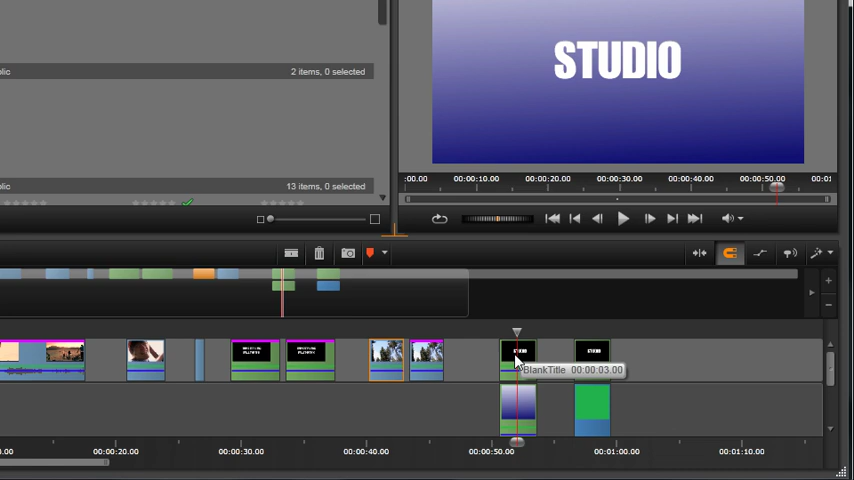 STUDIO
blic 2 items, 0 selected
:00.00 00:00:10.00 00:00:20.00 00:00:30.00 00:00:40.00 00:00:50.00 00:01
blic 13 items, 0 selected
BlankTitle 00:00:03.00
0.00 00:00:20.00 00:00:30.00 00:00:40.00 00:00:50.00 00:01:00.00 00:01:10.00